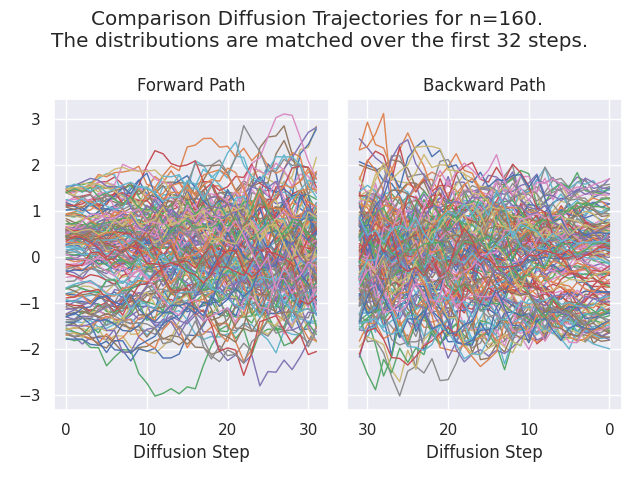 Comparison Diffusion Trajectories for n=160.
The distributions are matched over the first 32 steps.
Forward Path
Backward Path
3
2
1
0
−1
−2
−3
0 10 20 30
30 20 10 0
Diffusion Step
Diffusion Step